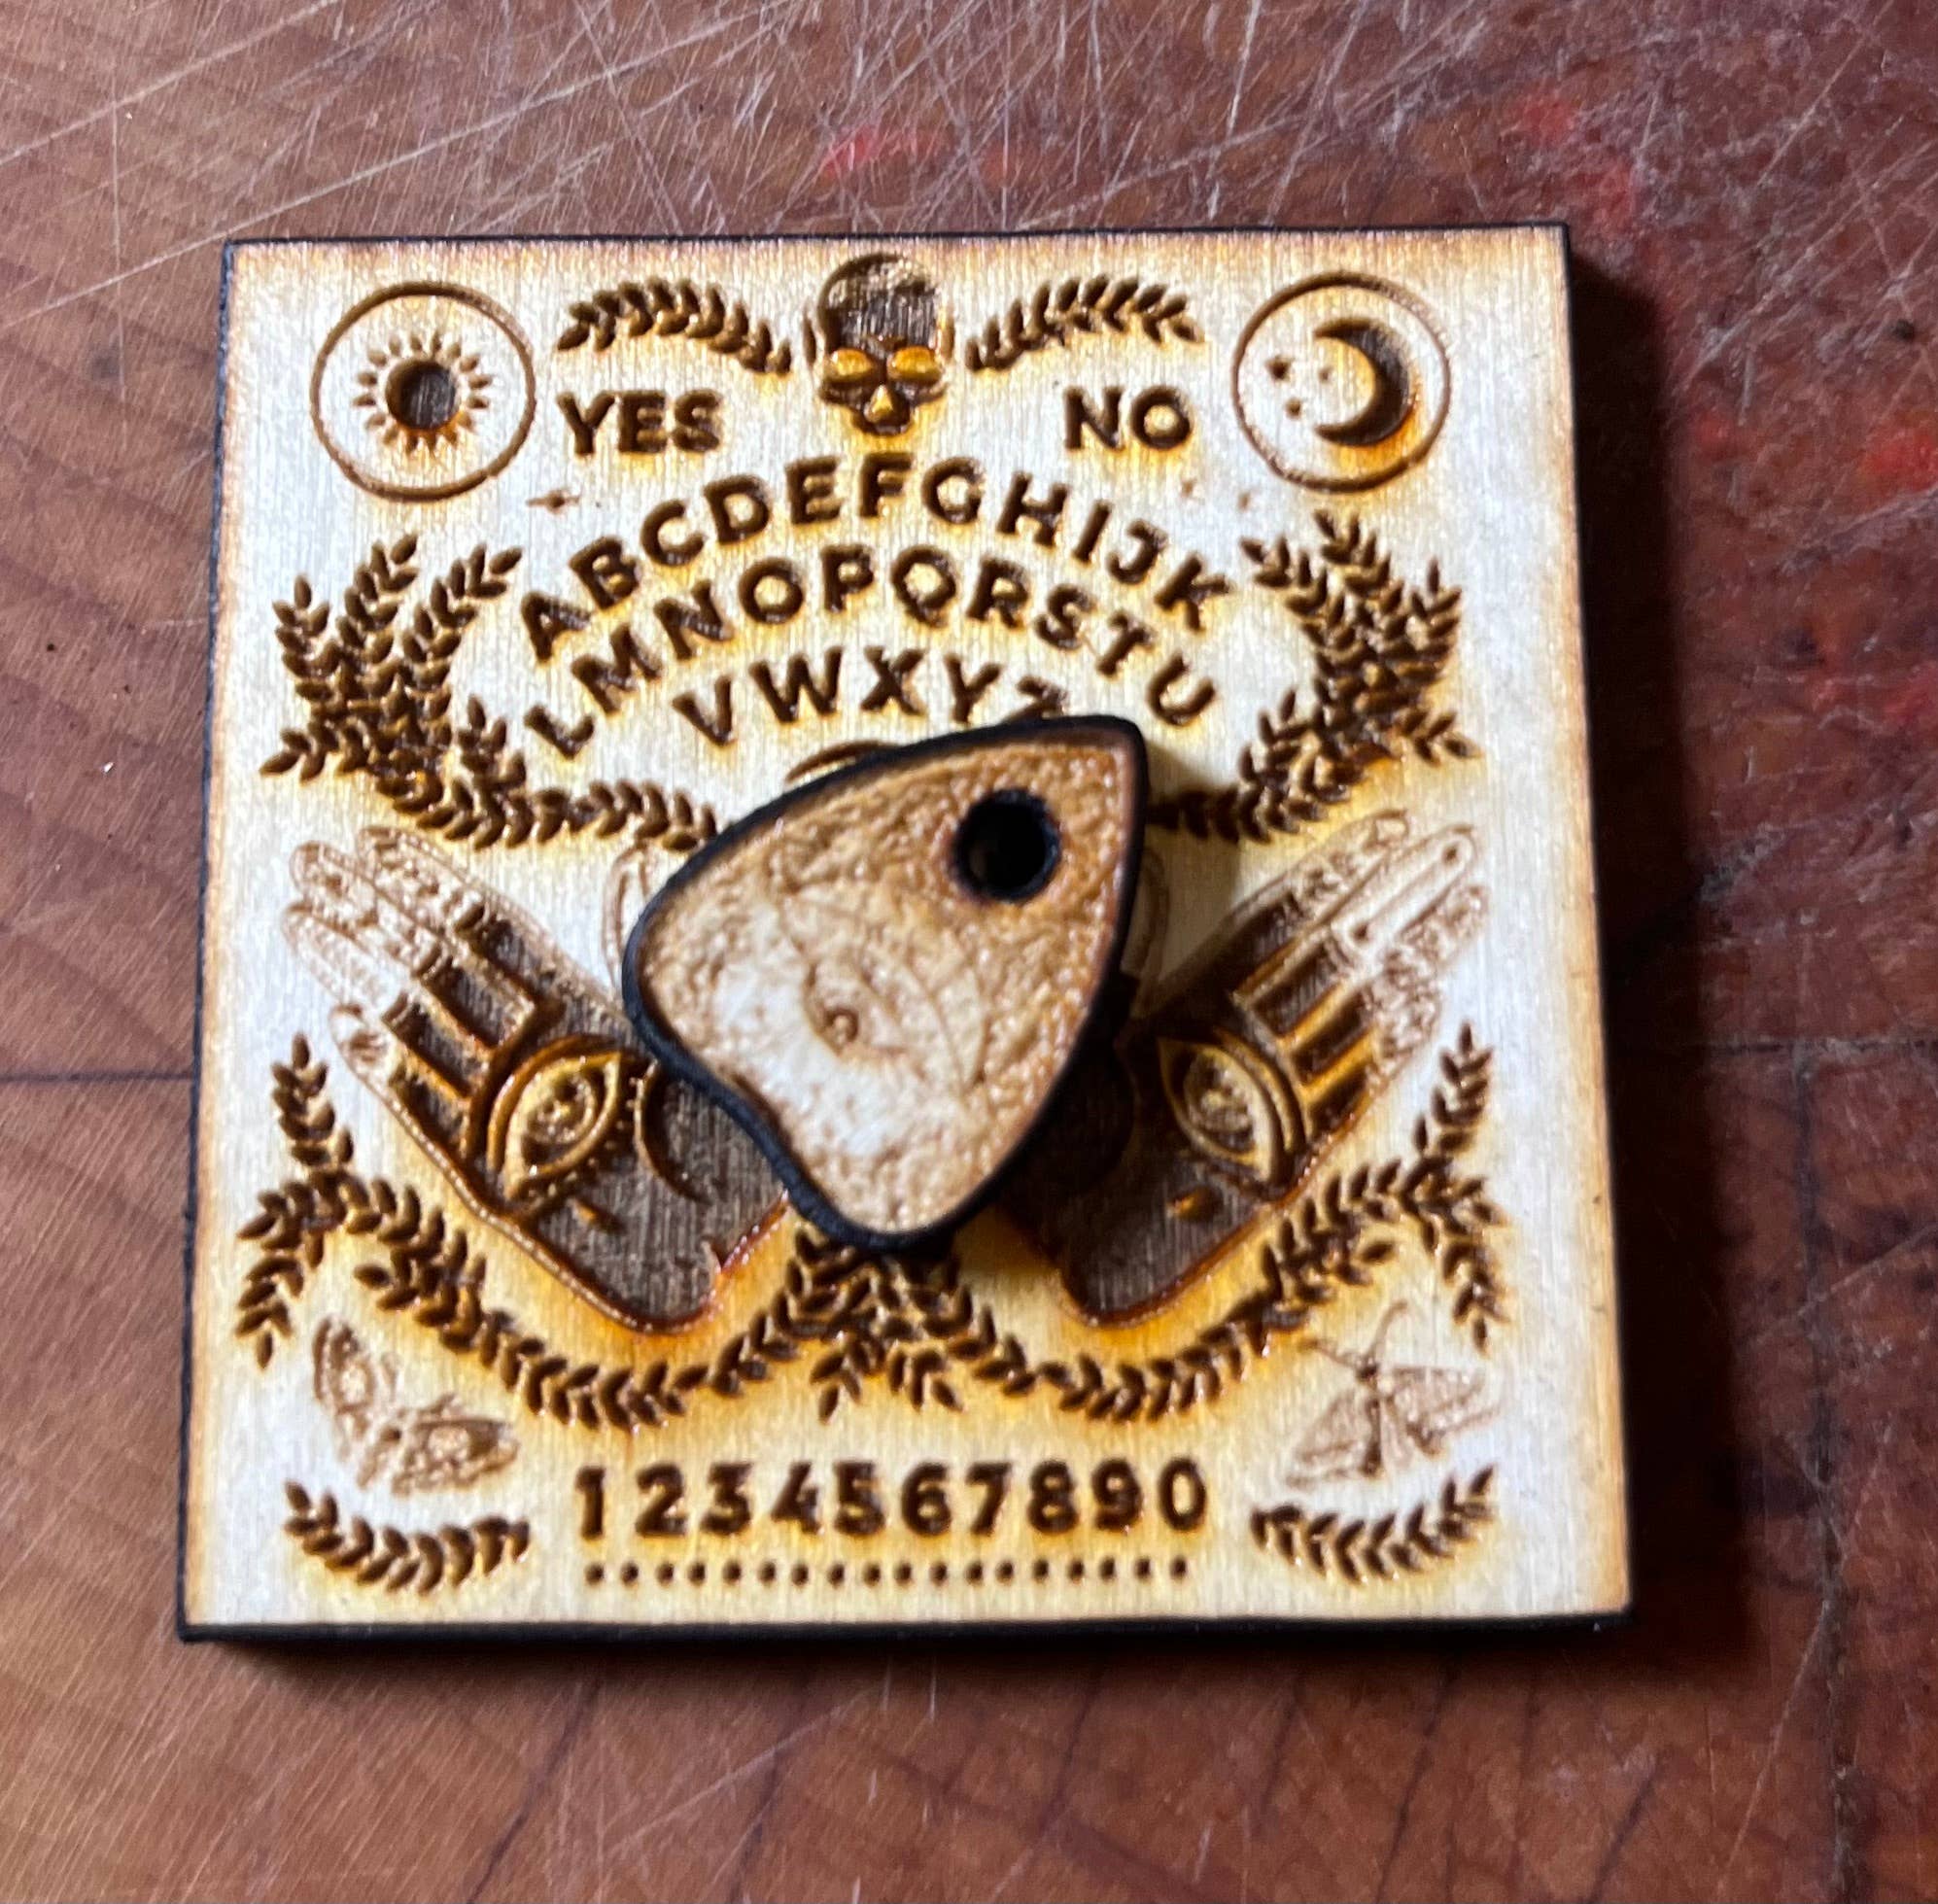 YES NO
ABCDEFGHIJK
LMNOPQRSTU
VWXYZ
1234567890